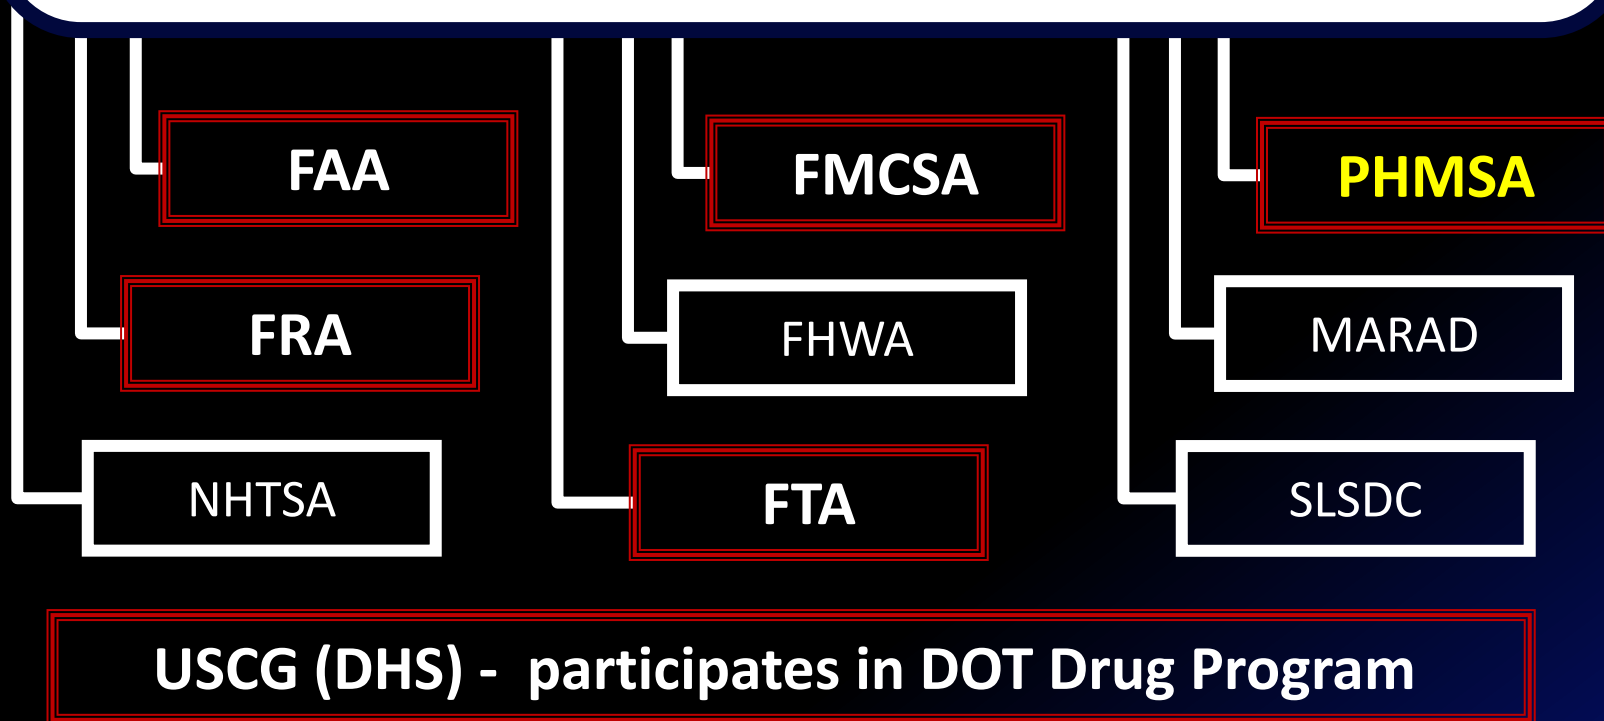 FAA
FMCSA
PHMSA
FRA
FHWA
MARAD
NHTSA
FTA
SLSDC
USCG (DHS) - participates in DOT Drug Program